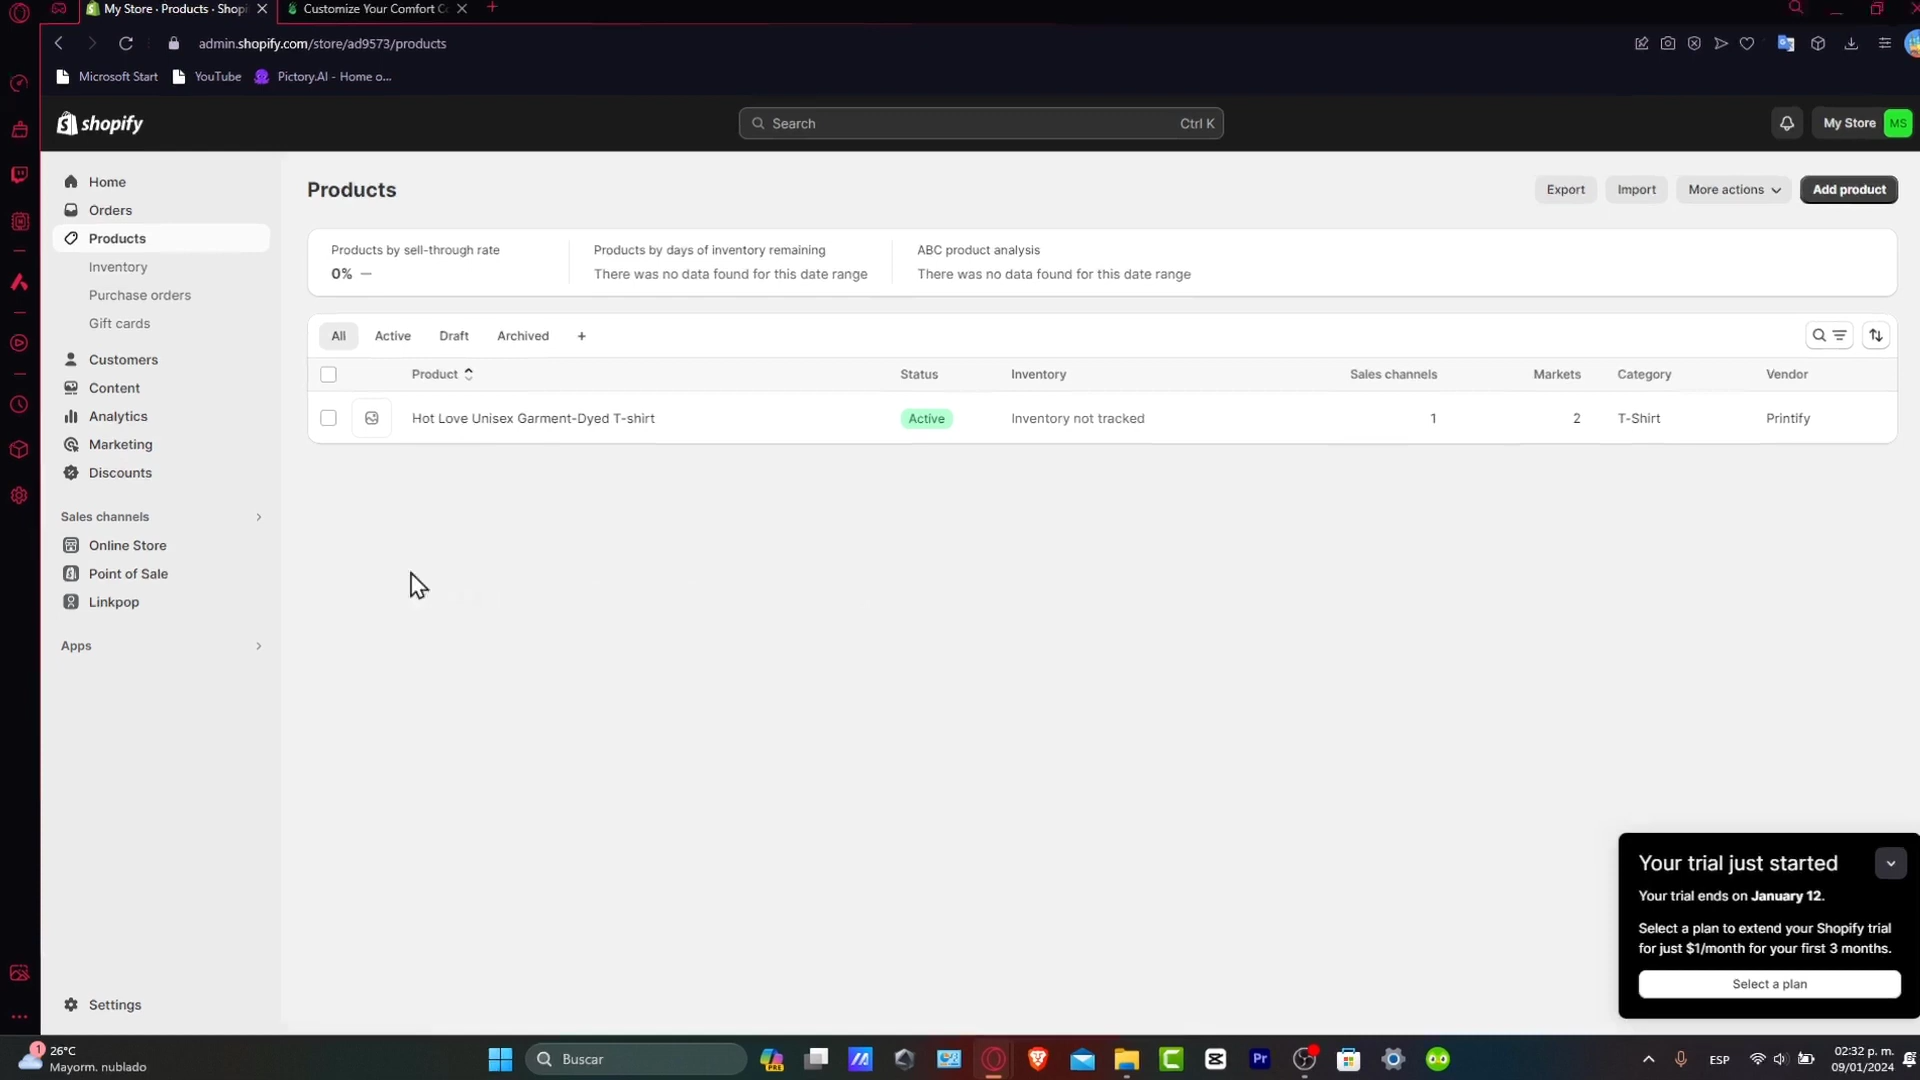 My Store · Products · Shopi
Customize Your Comfort Co
admin.shopify.com/store/ad9573/products
Microsoft Start
YouTube
Pictory.AI - Home o...
shopify
Search
Ctrl K
My Store
MS
Home
Orders
Products
Inventory
Purchase orders
Gift cards
Customers
Content
Analytics
Marketing
Discounts
Sales channels
Online Store
Point of Sale
Linkpop
Apps
Settings
Products
Export
Import
More actions
Add product
Products by sell-through rate
0% —
Products by days of inventory remaining
There was no data found for this date range
ABC product analysis
There was no data found for this date range
All
Active
Draft
Archived
+
Product
Status
Inventory
Sales channels
Markets
Category
Vendor
Hot Love Unisex Garment-Dyed T-shirt
Active
Inventory not tracked
1
2
T-Shirt
Printify
Your trial just started
Your trial ends on January 12.
Select a plan to extend your Shopify trial
for just $1/month for your first 3 months.
Select a plan
1
26°C
Mayorm. nublado
Buscar
PRE
Pr
ESP
02:32 p. m.
09/01/2024